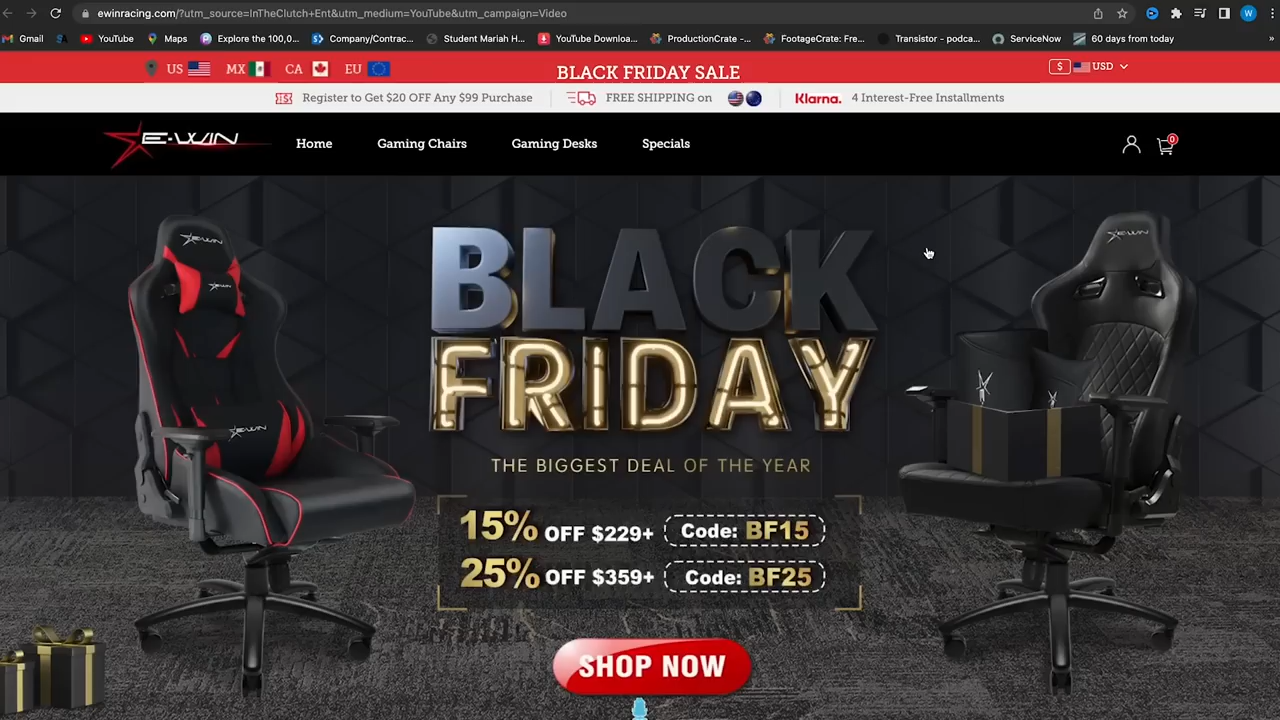 ewinracing.com/?utm_source=InTheClutch+Ent&utm_medium=YouTube&utm_campaign=Video
W
Gmail
YouTube
Maps
Explore the 100,0...
Company/Contrac...
Student Mariah H...
YouTube Downloa...
ProductionCrate -...
FootageCrate: Fre...
Transistor - podca...
ServiceNow
60 days from today
»
US MX CA EU
BLACK FRIDAY SALE
$ USD
Register to Get $20 OFF Any $99 Purchase
FREE SHIPPING on
Klarna. 4 Interest-Free Installments
E-WIN
Home
Gaming Chairs
Gaming Desks
Specials
0
E-WIN
E-WIN
E-WIN
E-WIN
BLACK
FRIDAY
THE BIGGEST DEAL OF THE YEAR
15% OFF $229+ Code: BF15
25% OFF $359+ Code: BF25
SHOP NOW